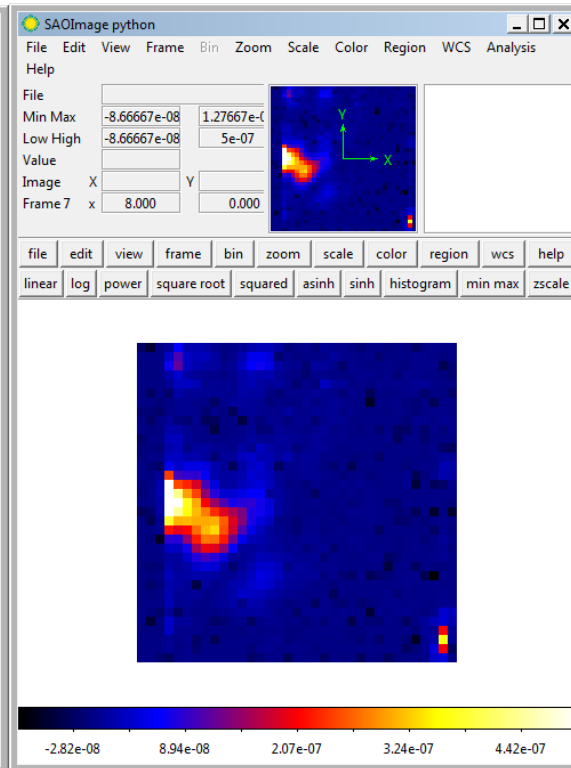 SAOImage python
File Edit View Frame Bin Zoom Scale Color Region WCS Analysis
Help
File
Min Max -8.66667e-08 1.27667e-0
Low High -8.66667e-08 5e-07
Value
Image X Y
Frame 7 x 8.000 0.000
Y
X
file edit view frame bin zoom scale color region wcs help
linear log power square root squared asinh sinh histogram min max zscale
-2.82e-08 8.94e-08 2.07e-07 3.24e-07 4.42e-07